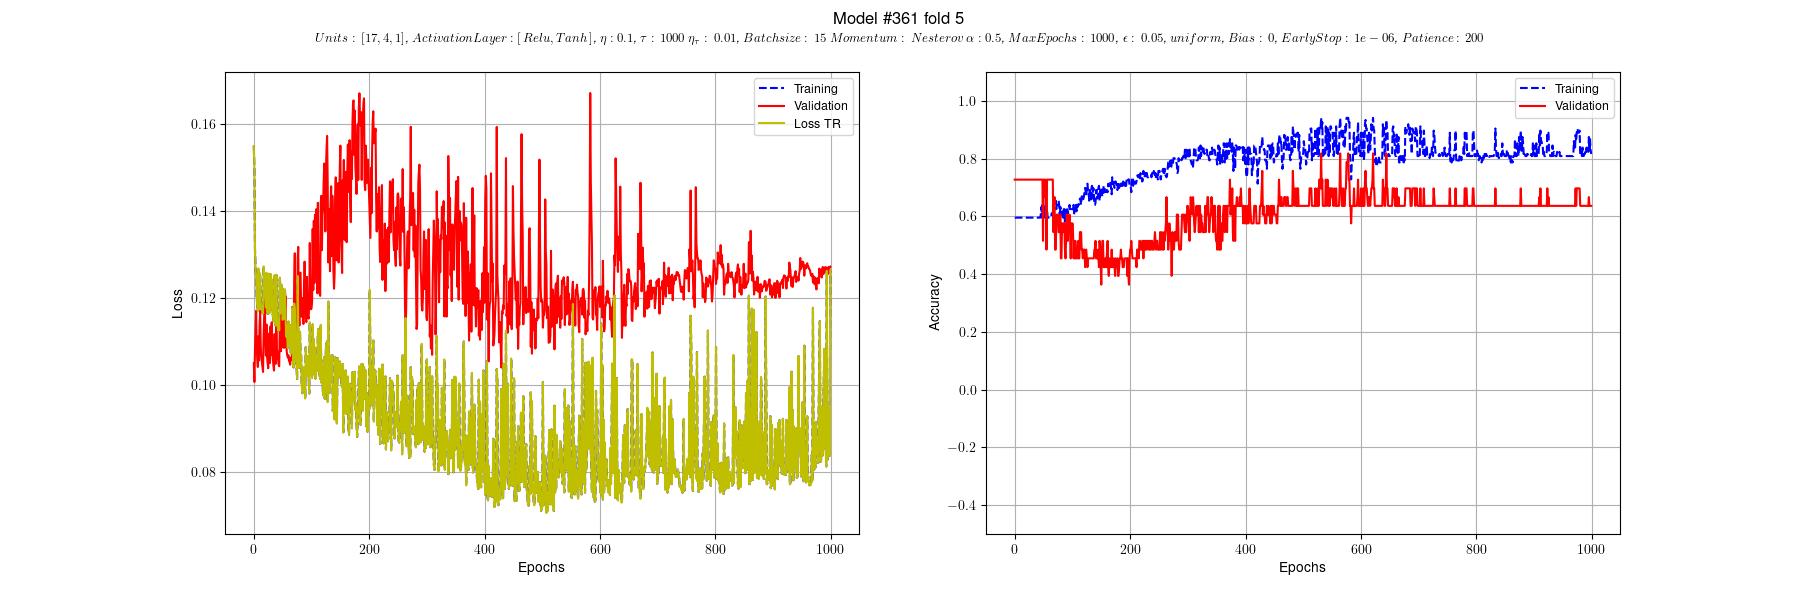 Model #361 fold 5
Units : [17, 4, 1], ActivationLayer : [ Relu, Tanh ], η : 0.1, τ : 1000 η_τ : 0.01, Batchsize : 15 Momentum : Nesterov α : 0.5, MaxEpochs : 1000, ϵ : 0.05, uniform, Bias : 0, EarlyStop : 1e − 06, Patience : 200
Training
Validation
Loss TR
0.16
0.14
0.12
0.10
0.08
Loss
0 200 400 600 800 1000
Epochs
Training
Validation
1.0
0.8
0.6
0.4
0.2
0.0
−0.2
−0.4
Accuracy
0 200 400 600 800 1000
Epochs